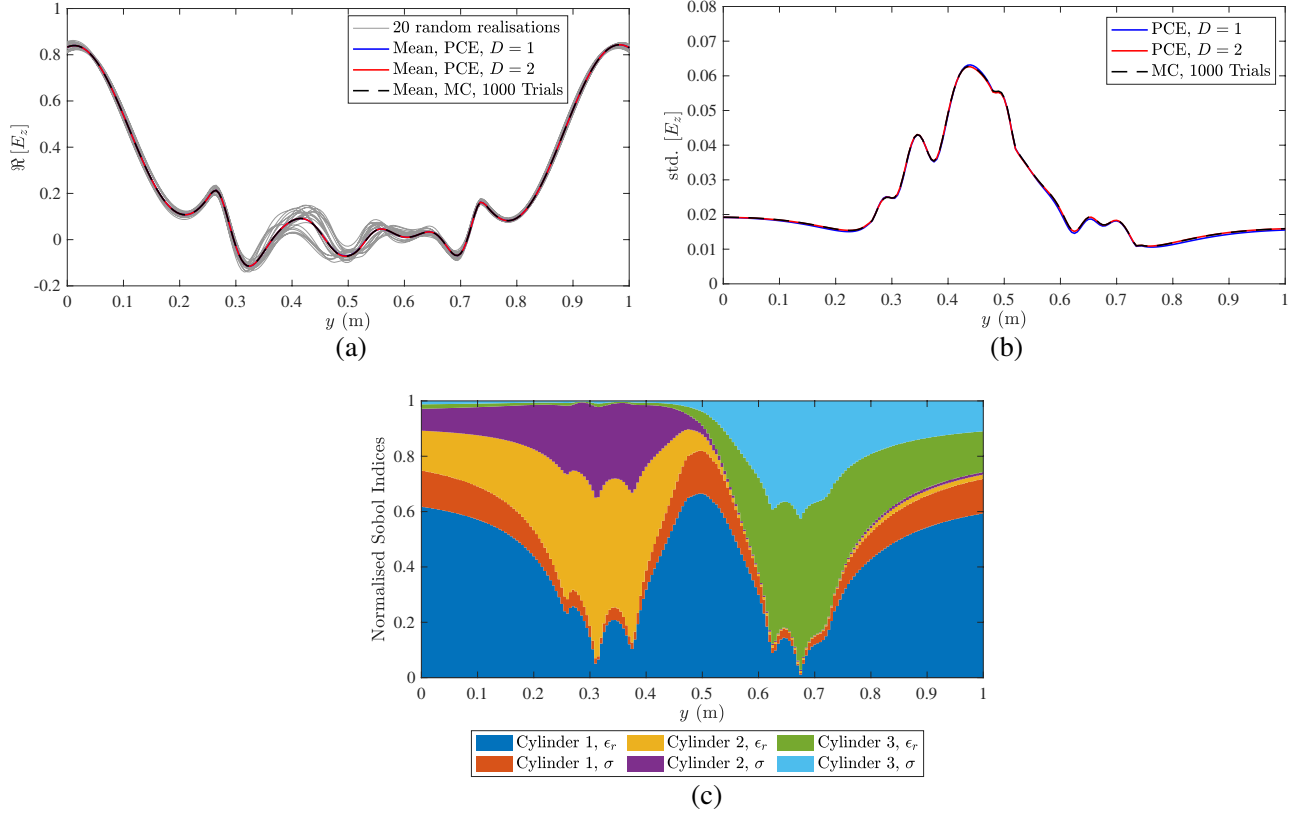 1
0.8
0.6
0.4
0.2
0
-0.2
ℜ [E_z]
20 random realisations
Mean, PCE, D = 1
Mean, PCE, D = 2
Mean, MC, 1000 Trials
0 0.1 0.2 0.3 0.4 0.5 0.6 0.7 0.8 0.9 1
y (m)
(a)
0.08
0.07
0.06
0.05
0.04
0.03
0.02
0.01
0
std. [E_z]
PCE, D = 1
PCE, D = 2
MC, 1000 Trials
0 0.1 0.2 0.3 0.4 0.5 0.6 0.7 0.8 0.9 1
y (m)
(b)
1
0.8
0.6
0.4
0.2
0
Normalised Sobol Indices
0 0.1 0.2 0.3 0.4 0.5 0.6 0.7 0.8 0.9 1
y (m)
Cylinder 1, ϵ_r Cylinder 2, ϵ_r Cylinder 3, ϵ_r
Cylinder 1, σ Cylinder 2, σ Cylinder 3, σ
(c)